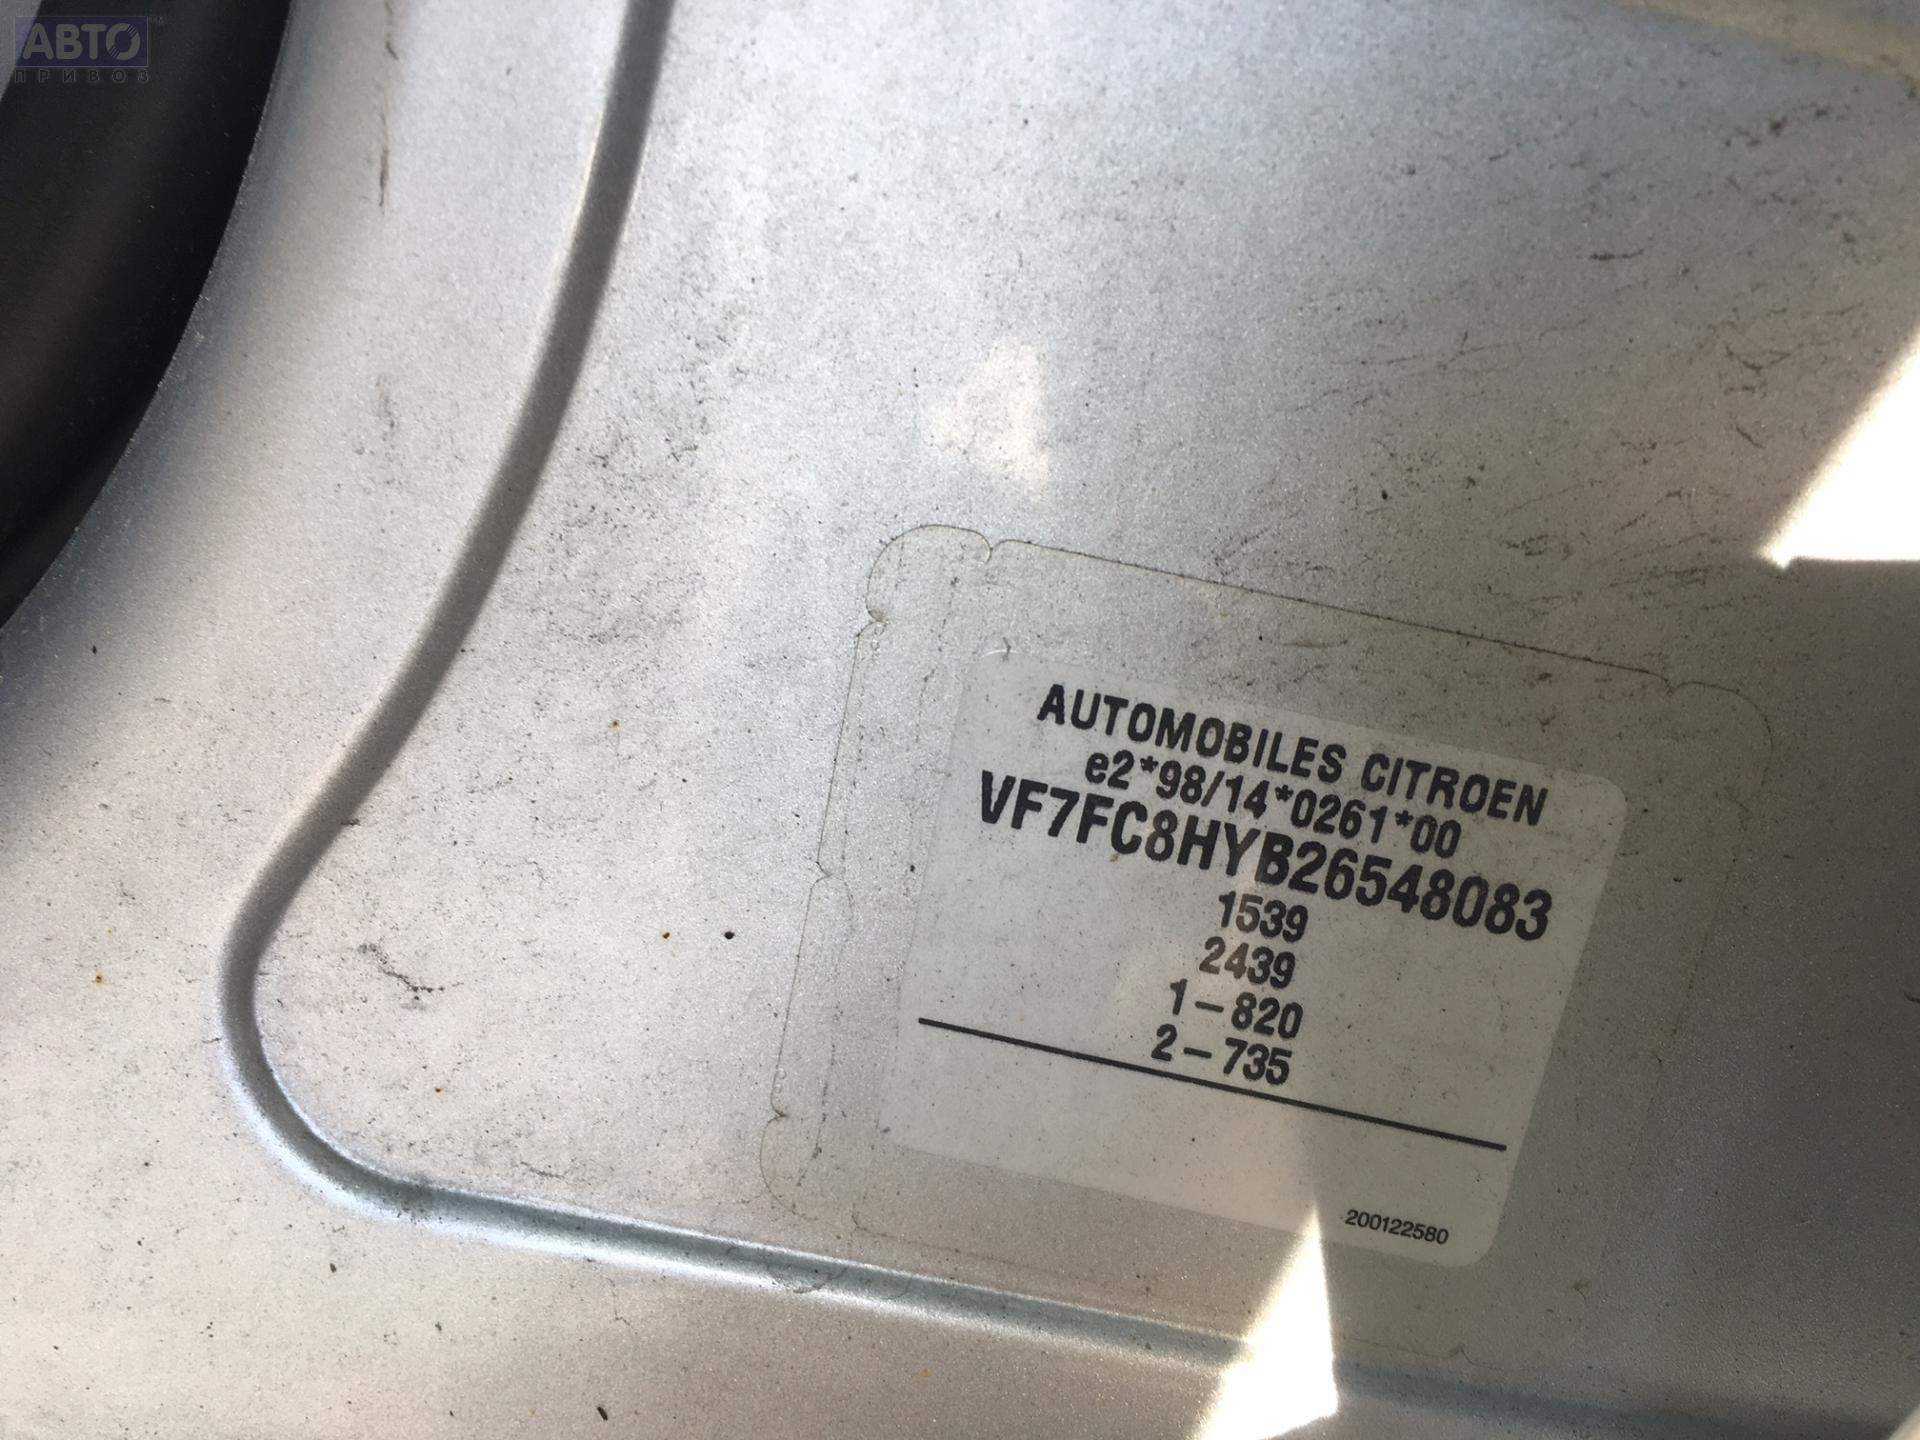 АВТО
ПРИВОЗ
AUTOMOBILES CITROEN
e2*98/14*0261*00
VF7FC8HYB26548083
1539
2439
1-820
2-735
200122580